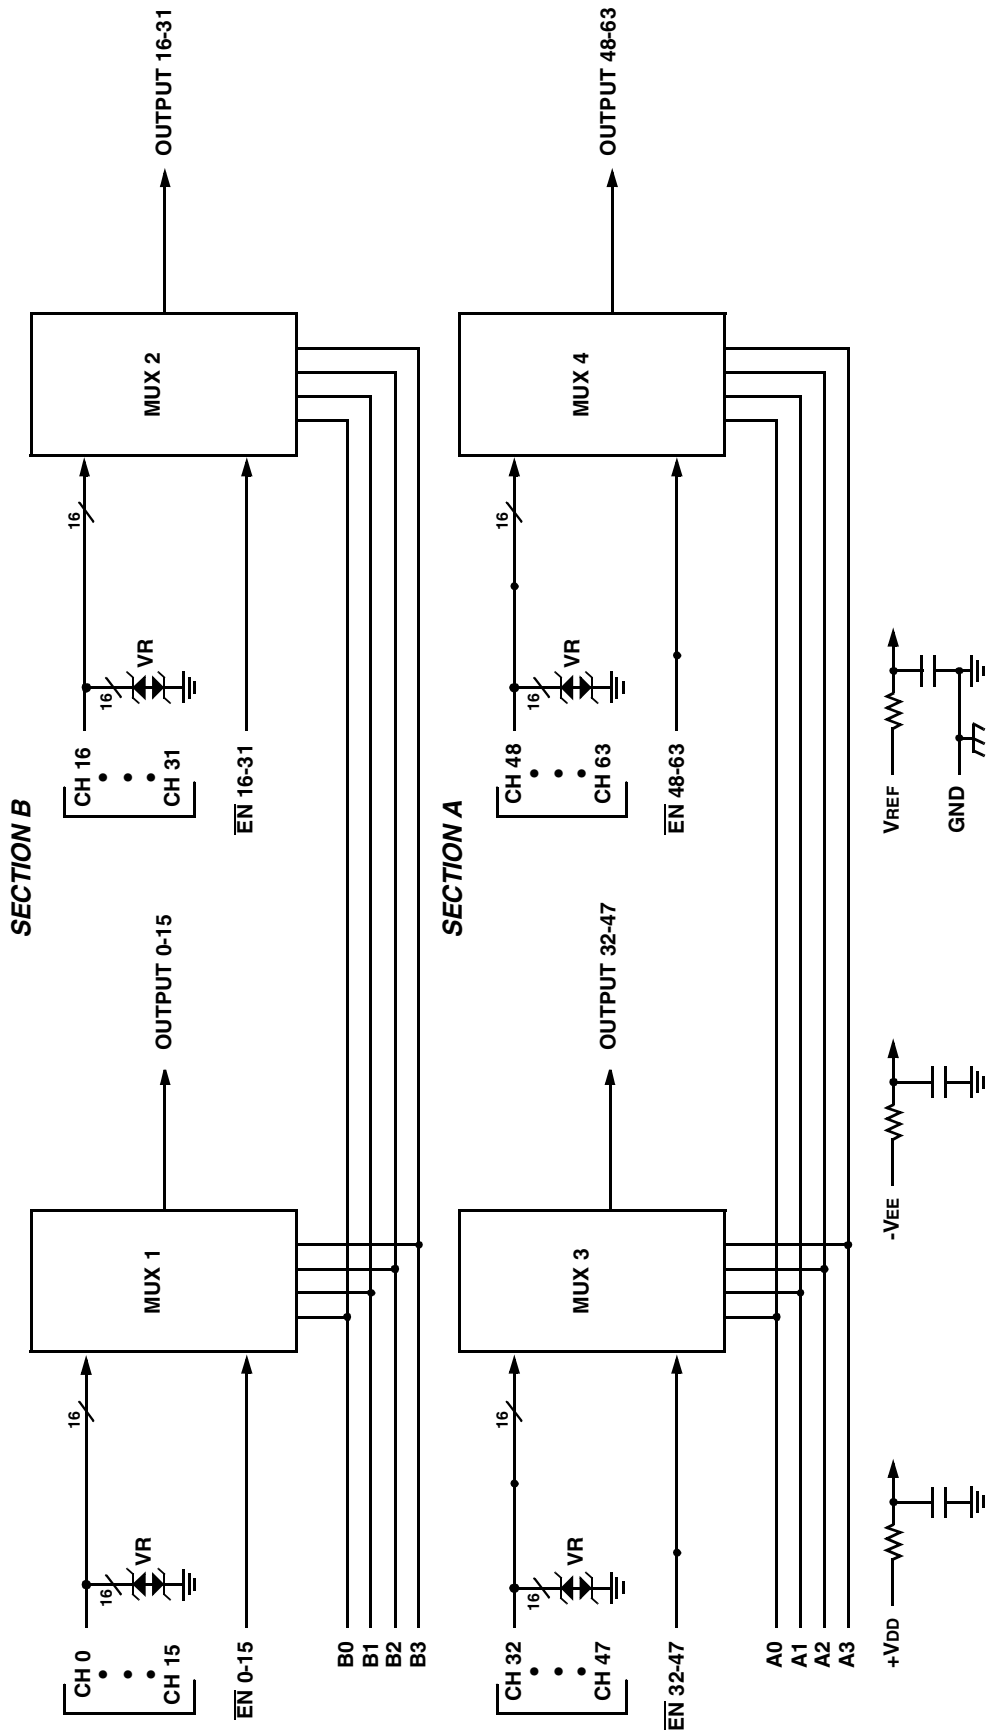 SECTION B
CH 0
CH 15
EN 0-15
16
VR
16
MUX 1
OUTPUT 0-15
CH 16
CH 31
EN 16-31
16
VR
16
MUX 2
OUTPUT 16-31
B0
B1
B2
B3
SECTION A
CH 32
CH 47
EN 32-47
16
VR
16
MUX 3
OUTPUT 32-47
CH 48
CH 63
EN 48-63
16
VR
16
MUX 4
OUTPUT 48-63
A0
A1
A2
A3
+VDD
-VEE
VREF
GND